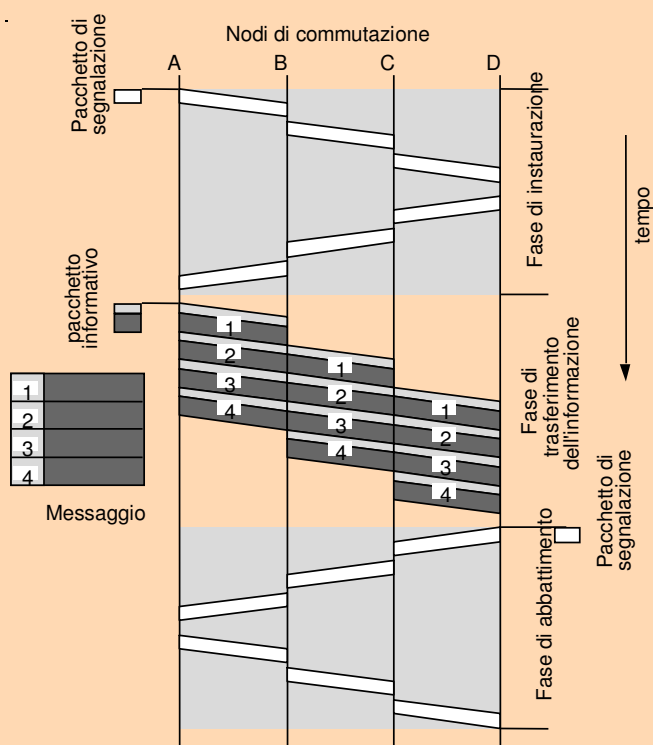 Nodi di commutazione
A B C D
Pacchetto di
segnalazione
Fase di instaurazione
tempo
pacchetto
informativo
1
2
3
4
1
2
3
4
1
2
3
4
Fase di
trasferimento
dell'informazione
1
2
3
4
Messaggio
Pacchetto di
segnalazione
Fase di abbattimento